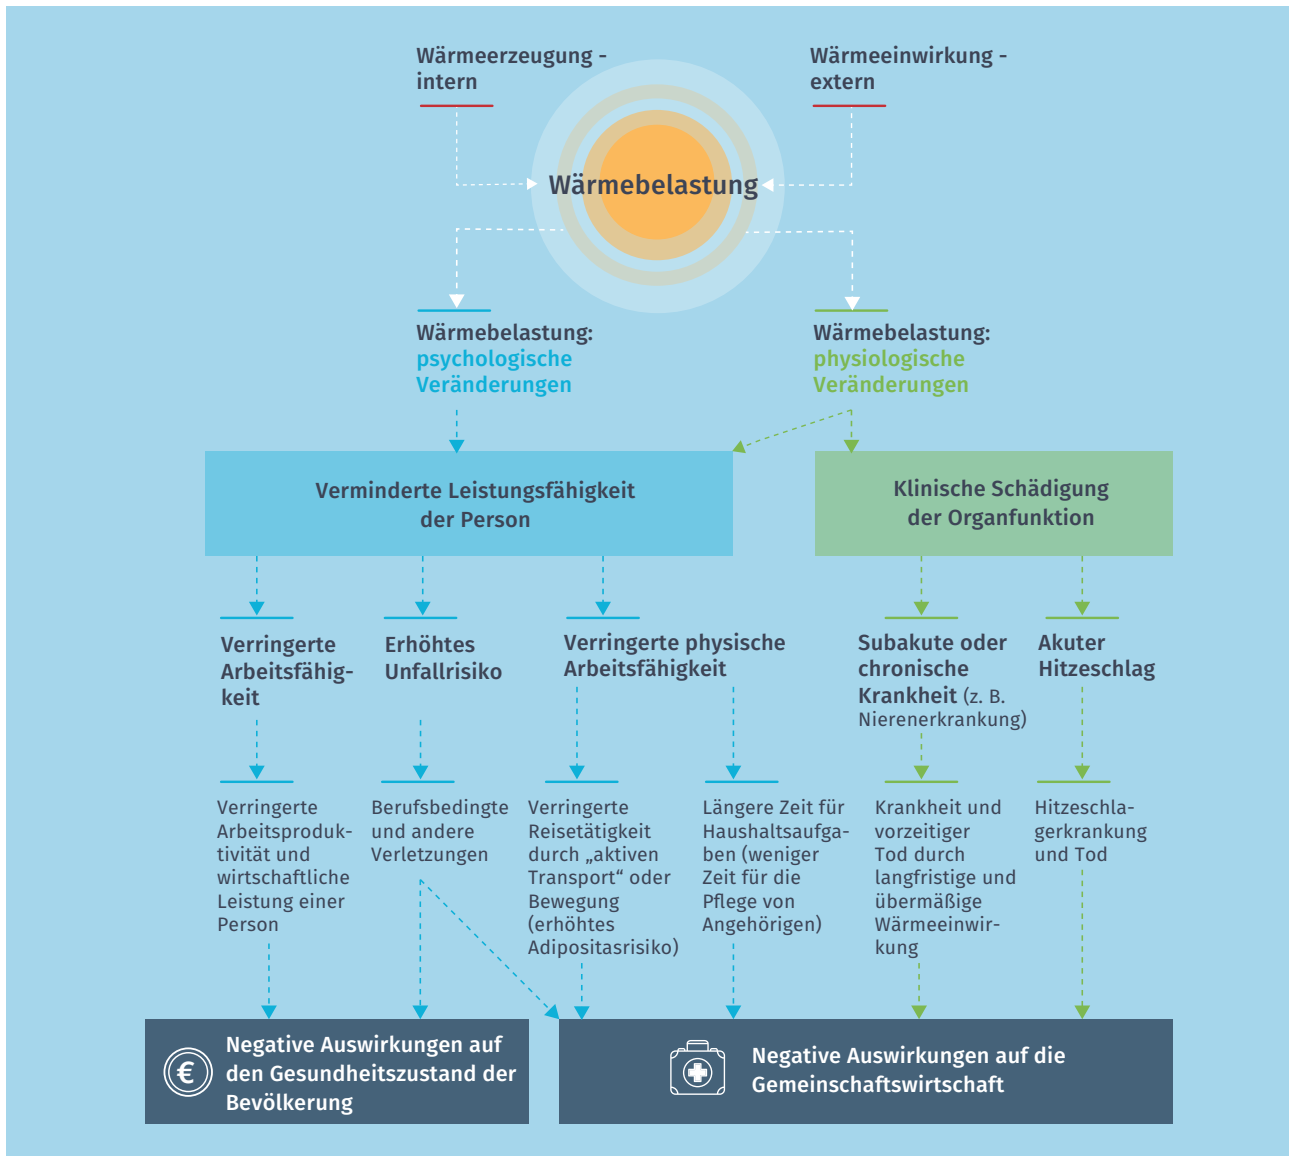 Wärmeerzeugung -
intern
Wärmeeinwirkung -
extern
Wärmebelastung
Wärmebelastung:
psychologische
Veränderungen
Wärmebelastung:
physiologische
Veränderungen
Verminderte Leistungsfähigkeit
der Person
Klinische Schädigung
der Organfunktion
Verringerte
Arbeitsfähig-
keit
Erhöhtes
Unfallrisiko
Verringerte physische
Arbeitsfähigkeit
Subakute oder
chronische
Krankheit (z. B.
Nierenerkrankung)
Akuter
Hitzeschlag
Verringerte
Arbeitsproduk-
tivität und
wirtschaftliche
Leistung einer
Person
Berufsbedingte
und andere
Verletzungen
Verringerte
Reisetätigkeit
durch „aktiven
Transport“ oder
Bewegung
(erhöhtes
Adipositasrisiko)
Längere Zeit für
Haushaltsaufga-
ben (weniger
Zeit für die
Pflege von
Angehörigen)
Krankheit und
vorzeitiger
Tod durch
langfristige und
übermäßige
Wärmeeinwir-
kung
Hitzeschla-
gerkrankung
und Tod
€
Negative Auswirkungen auf
den Gesundheitszustand der
Bevölkerung
Negative Auswirkungen auf die
Gemeinschaftswirtschaft